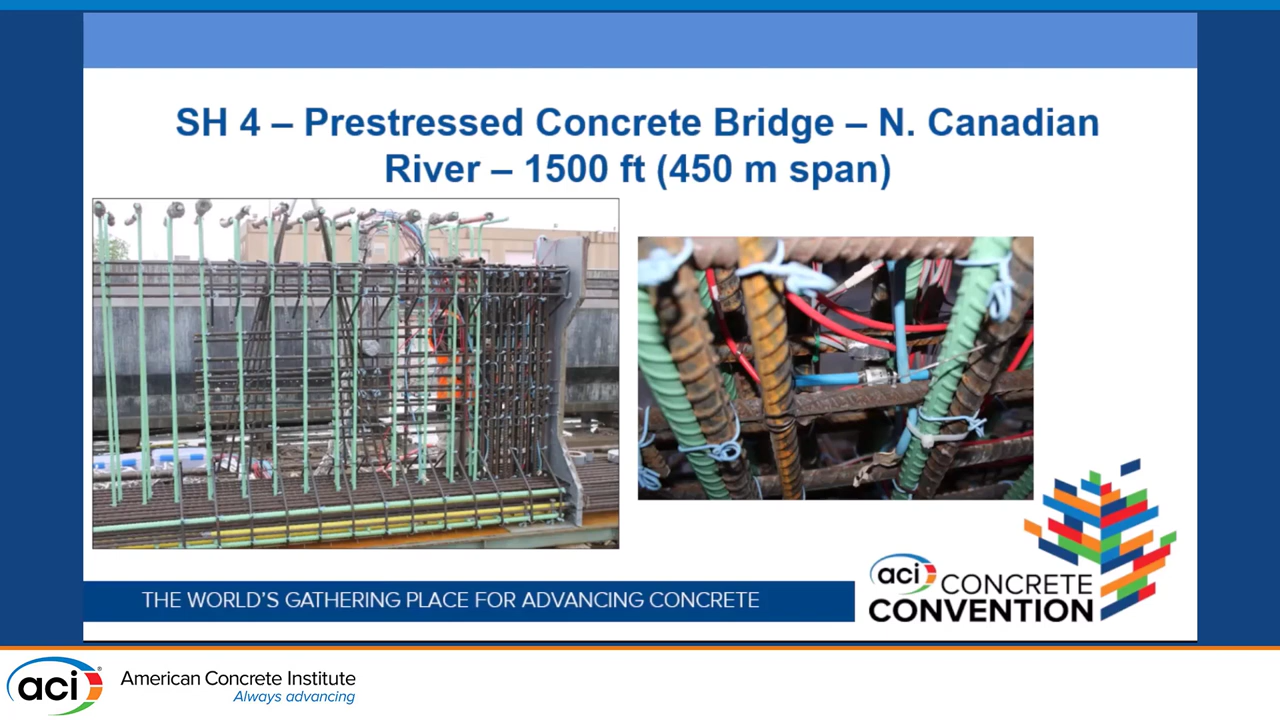 SH 4 – Prestressed Concrete Bridge – N. Canadian
River – 1500 ft (450 m span)
THE WORLD'S GATHERING PLACE FOR ADVANCING CONCRETE
aci CONCRETE
CONVENTION
aci®
American Concrete Institute
Always advancing